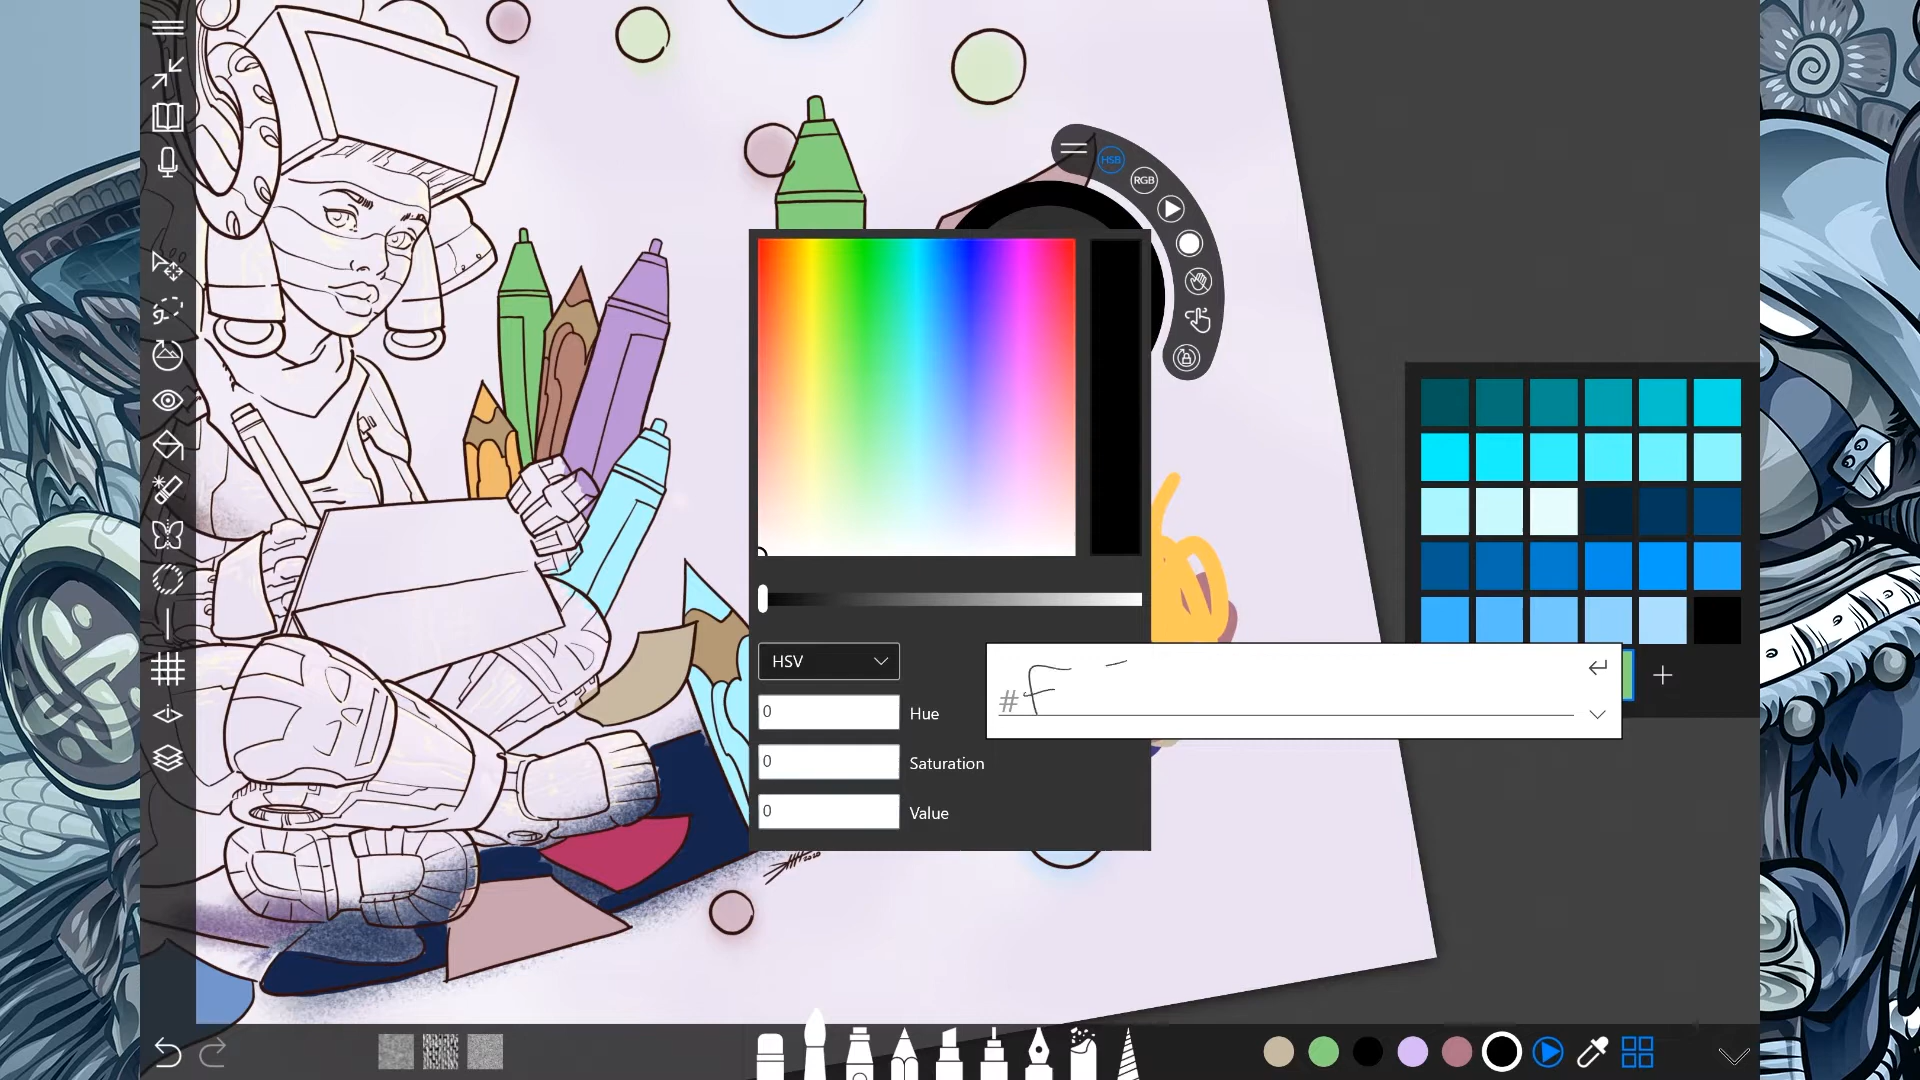 HSB
RGB
HSV
#F
0 Hue
0 Saturation
0 Value